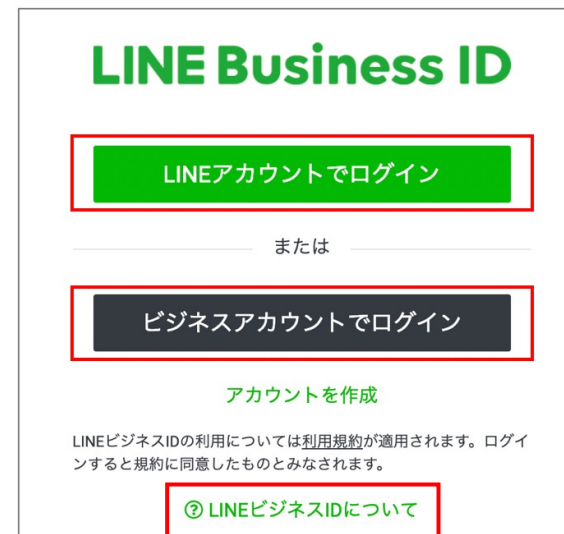 LINE Business ID
LINEアカウントでログイン
または
ビジネスアカウントでログイン
アカウントを作成
LINEビジネスIDの利用については利用規約が適用されます。ログイ
ンすると規約に同意したものとみなされます。
? LINEビジネスIDについて